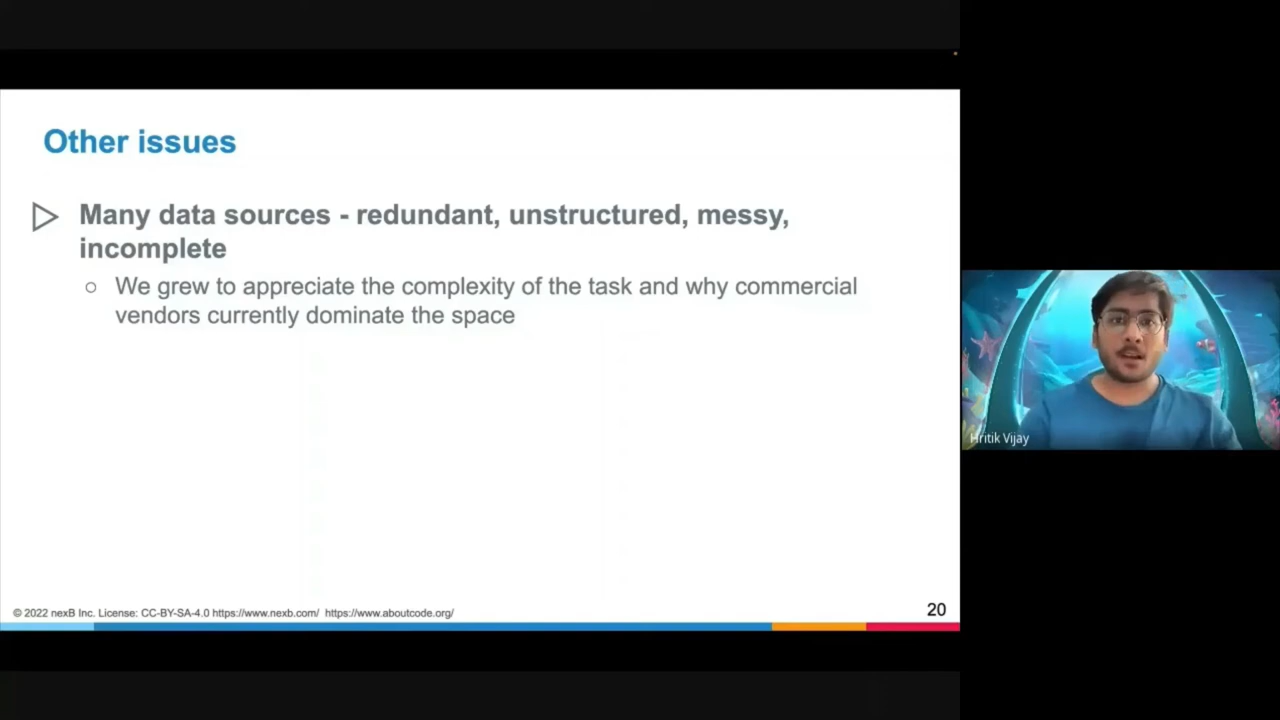 Other issues
Many data sources - redundant, unstructured, messy,
incomplete
○ We grew to appreciate the complexity of the task and why commercial
vendors currently dominate the space
© 2022 nexB Inc. License: CC-BY-SA-4.0 https://www.nexb.com/ https://www.aboutcode.org/
20
Hritik Vijay